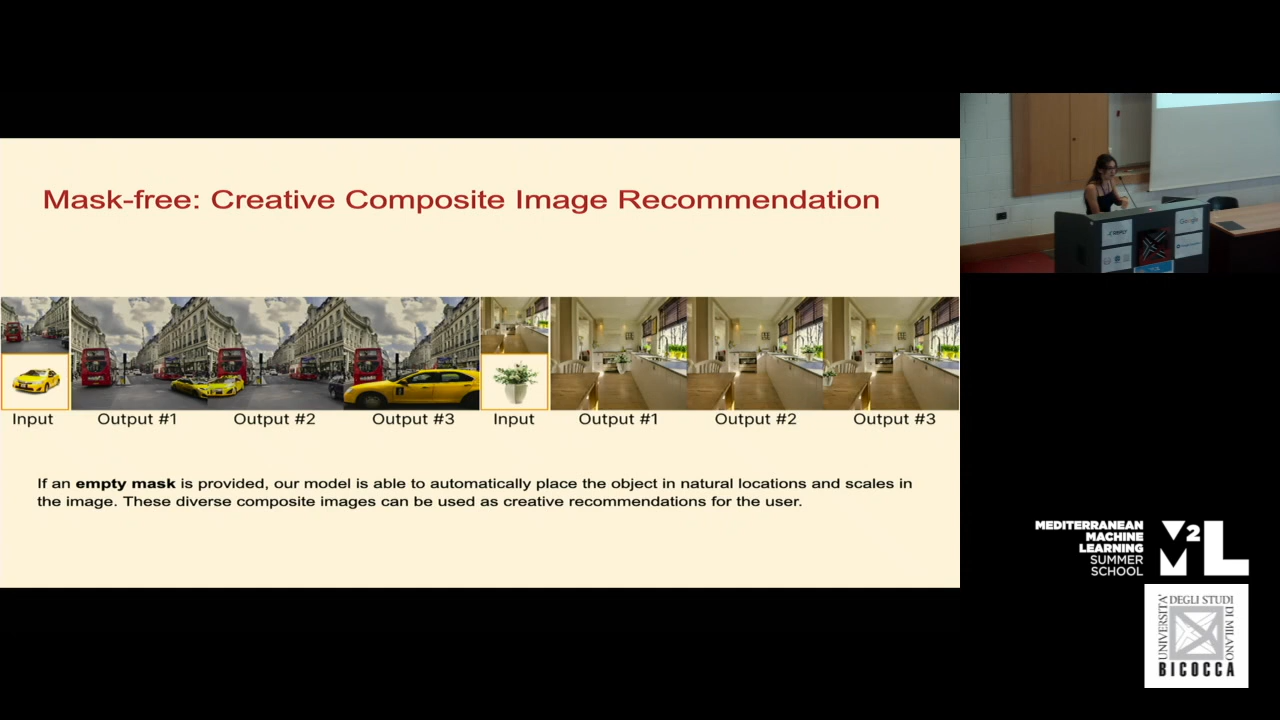 Mask-free: Creative Composite Image Recommendation
Input
Output #1
Output #2
Output #3
Input
Output #1
Output #2
Output #3
If an empty mask is provided, our model is able to automatically place the object in natural locations and scales in
the image. These diverse composite images can be used as creative recommendations for the user.
Google
MEDITERRANEAN
MACHINE
LEARNING
SUMMER
SCHOOL
M2L
UNIVERSITA'
DEGLI STUDI
DI MILANO
BICOCCA